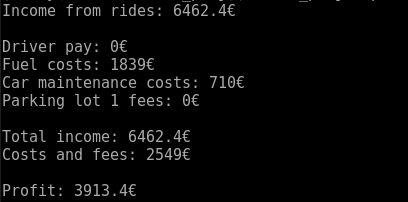 Income from rides: 6462.4€
Driver pay: 0€
Fuel costs: 1839€
Car maintenance costs: 710€
Parking lot 1 fees: 0€
Total income: 6462.4€
Costs and fees: 2549€
Profit: 3913.4€